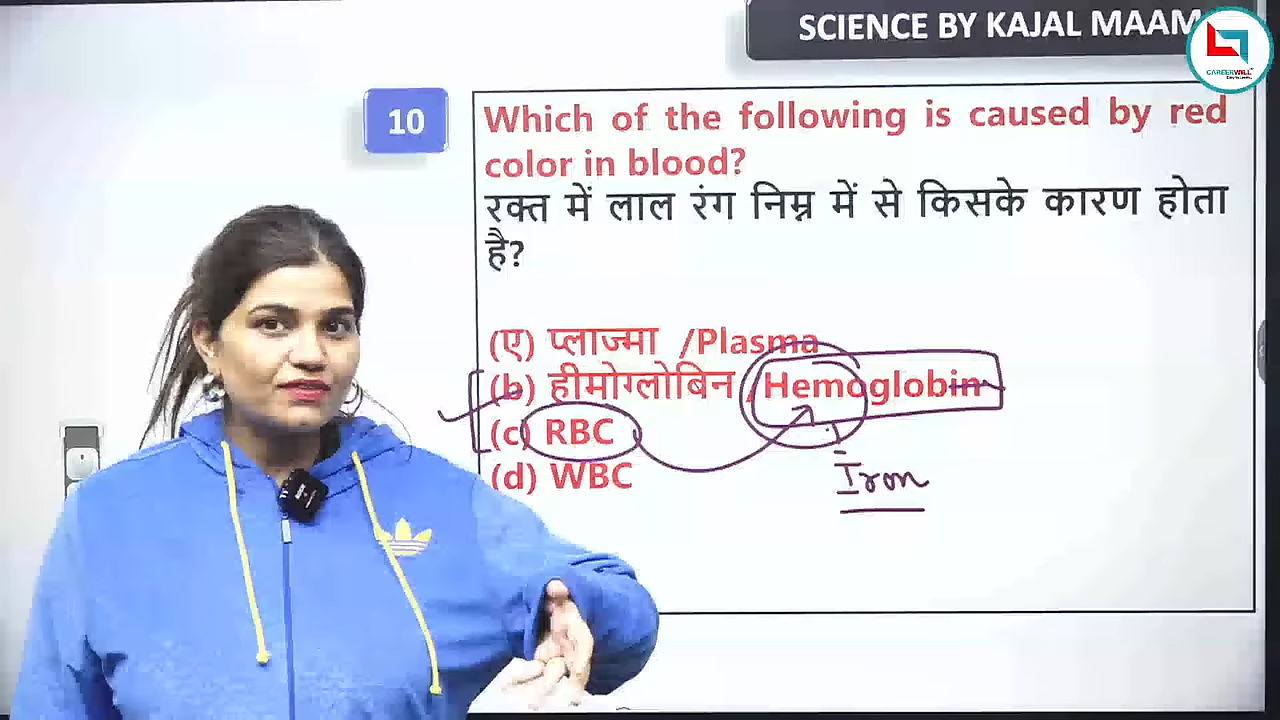 SCIENCE BY KAJAL MAAM
CAREERWILL
10
Which of the following is caused by red
color in blood?
रक्त में लाल रंग निम्न में से किसके कारण होता
है?
(ए) प्लाज्मा /Plasma
(b) हीमोग्लोबिन /Hemoglobin
(c) RBC
(d) WBC
Iron